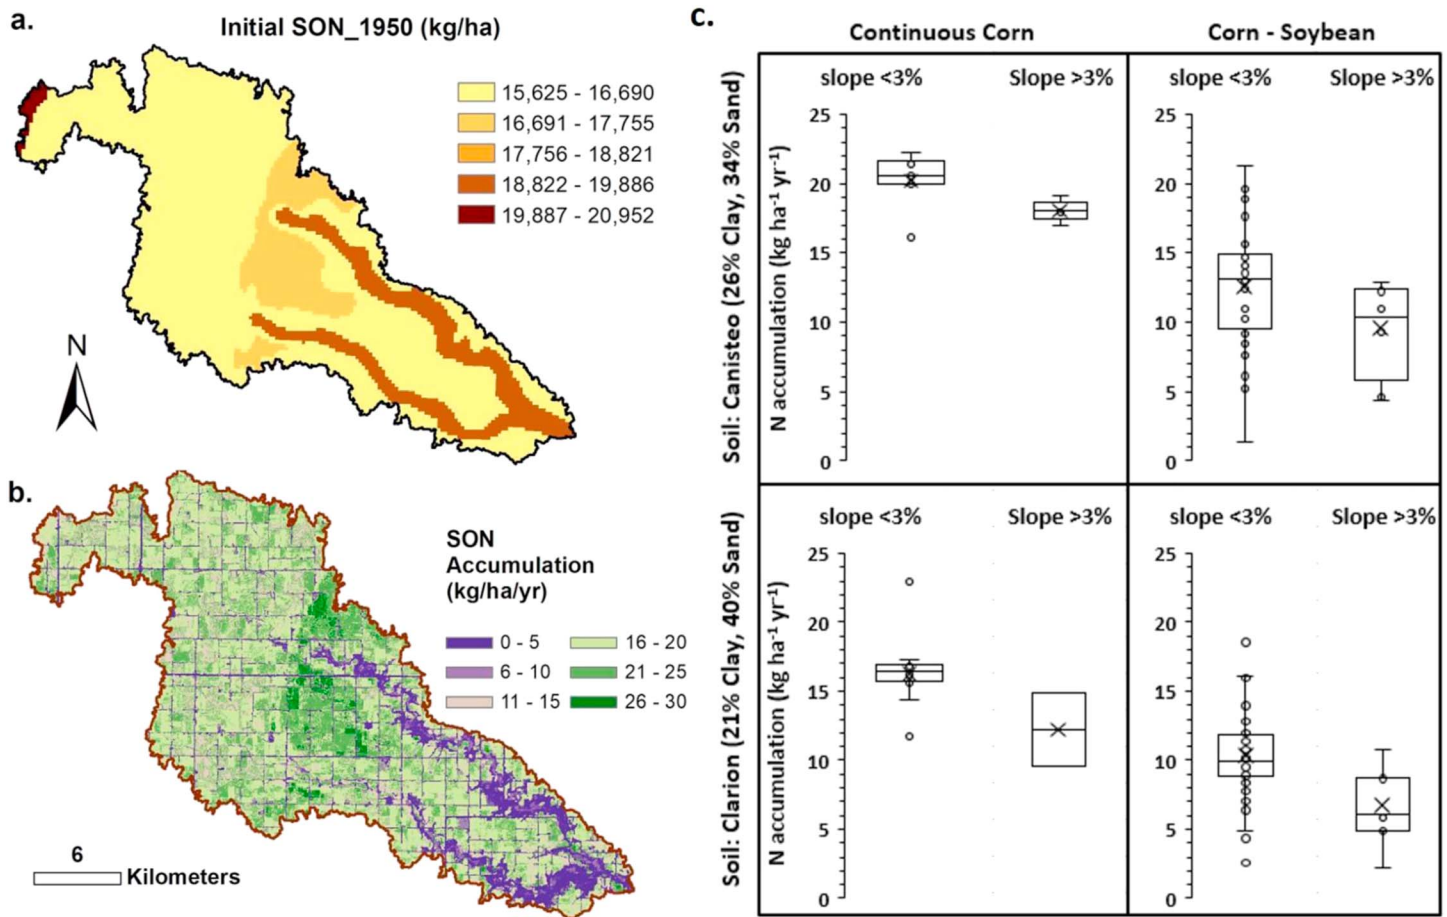 a.
Initial SON_1950 (kg/ha)
15,625 - 16,690
16,691 - 17,755
17,756 - 18,821
18,822 - 19,886
19,887 - 20,952
N
b.
SON
Accumulation
(kg/ha/yr)
0 - 5
16 - 20
6 - 10
21 - 25
11 - 15
26 - 30
6
Kilometers
c.
Continuous Corn
Corn - Soybean
Soil: Canisteo (26% Clay, 34% Sand)
slope <3%
Slope >3%
N accumulation (kg ha⁻¹ yr⁻¹)
25
20
15
10
5
0
slope <3%
Slope >3%
25
20
15
10
5
0
Soil: Clarion (21% Clay, 40% Sand)
slope <3%
Slope >3%
N accumulation (kg ha⁻¹ yr⁻¹)
25
20
15
10
5
0
slope <3%
Slope >3%
25
20
15
10
5
0